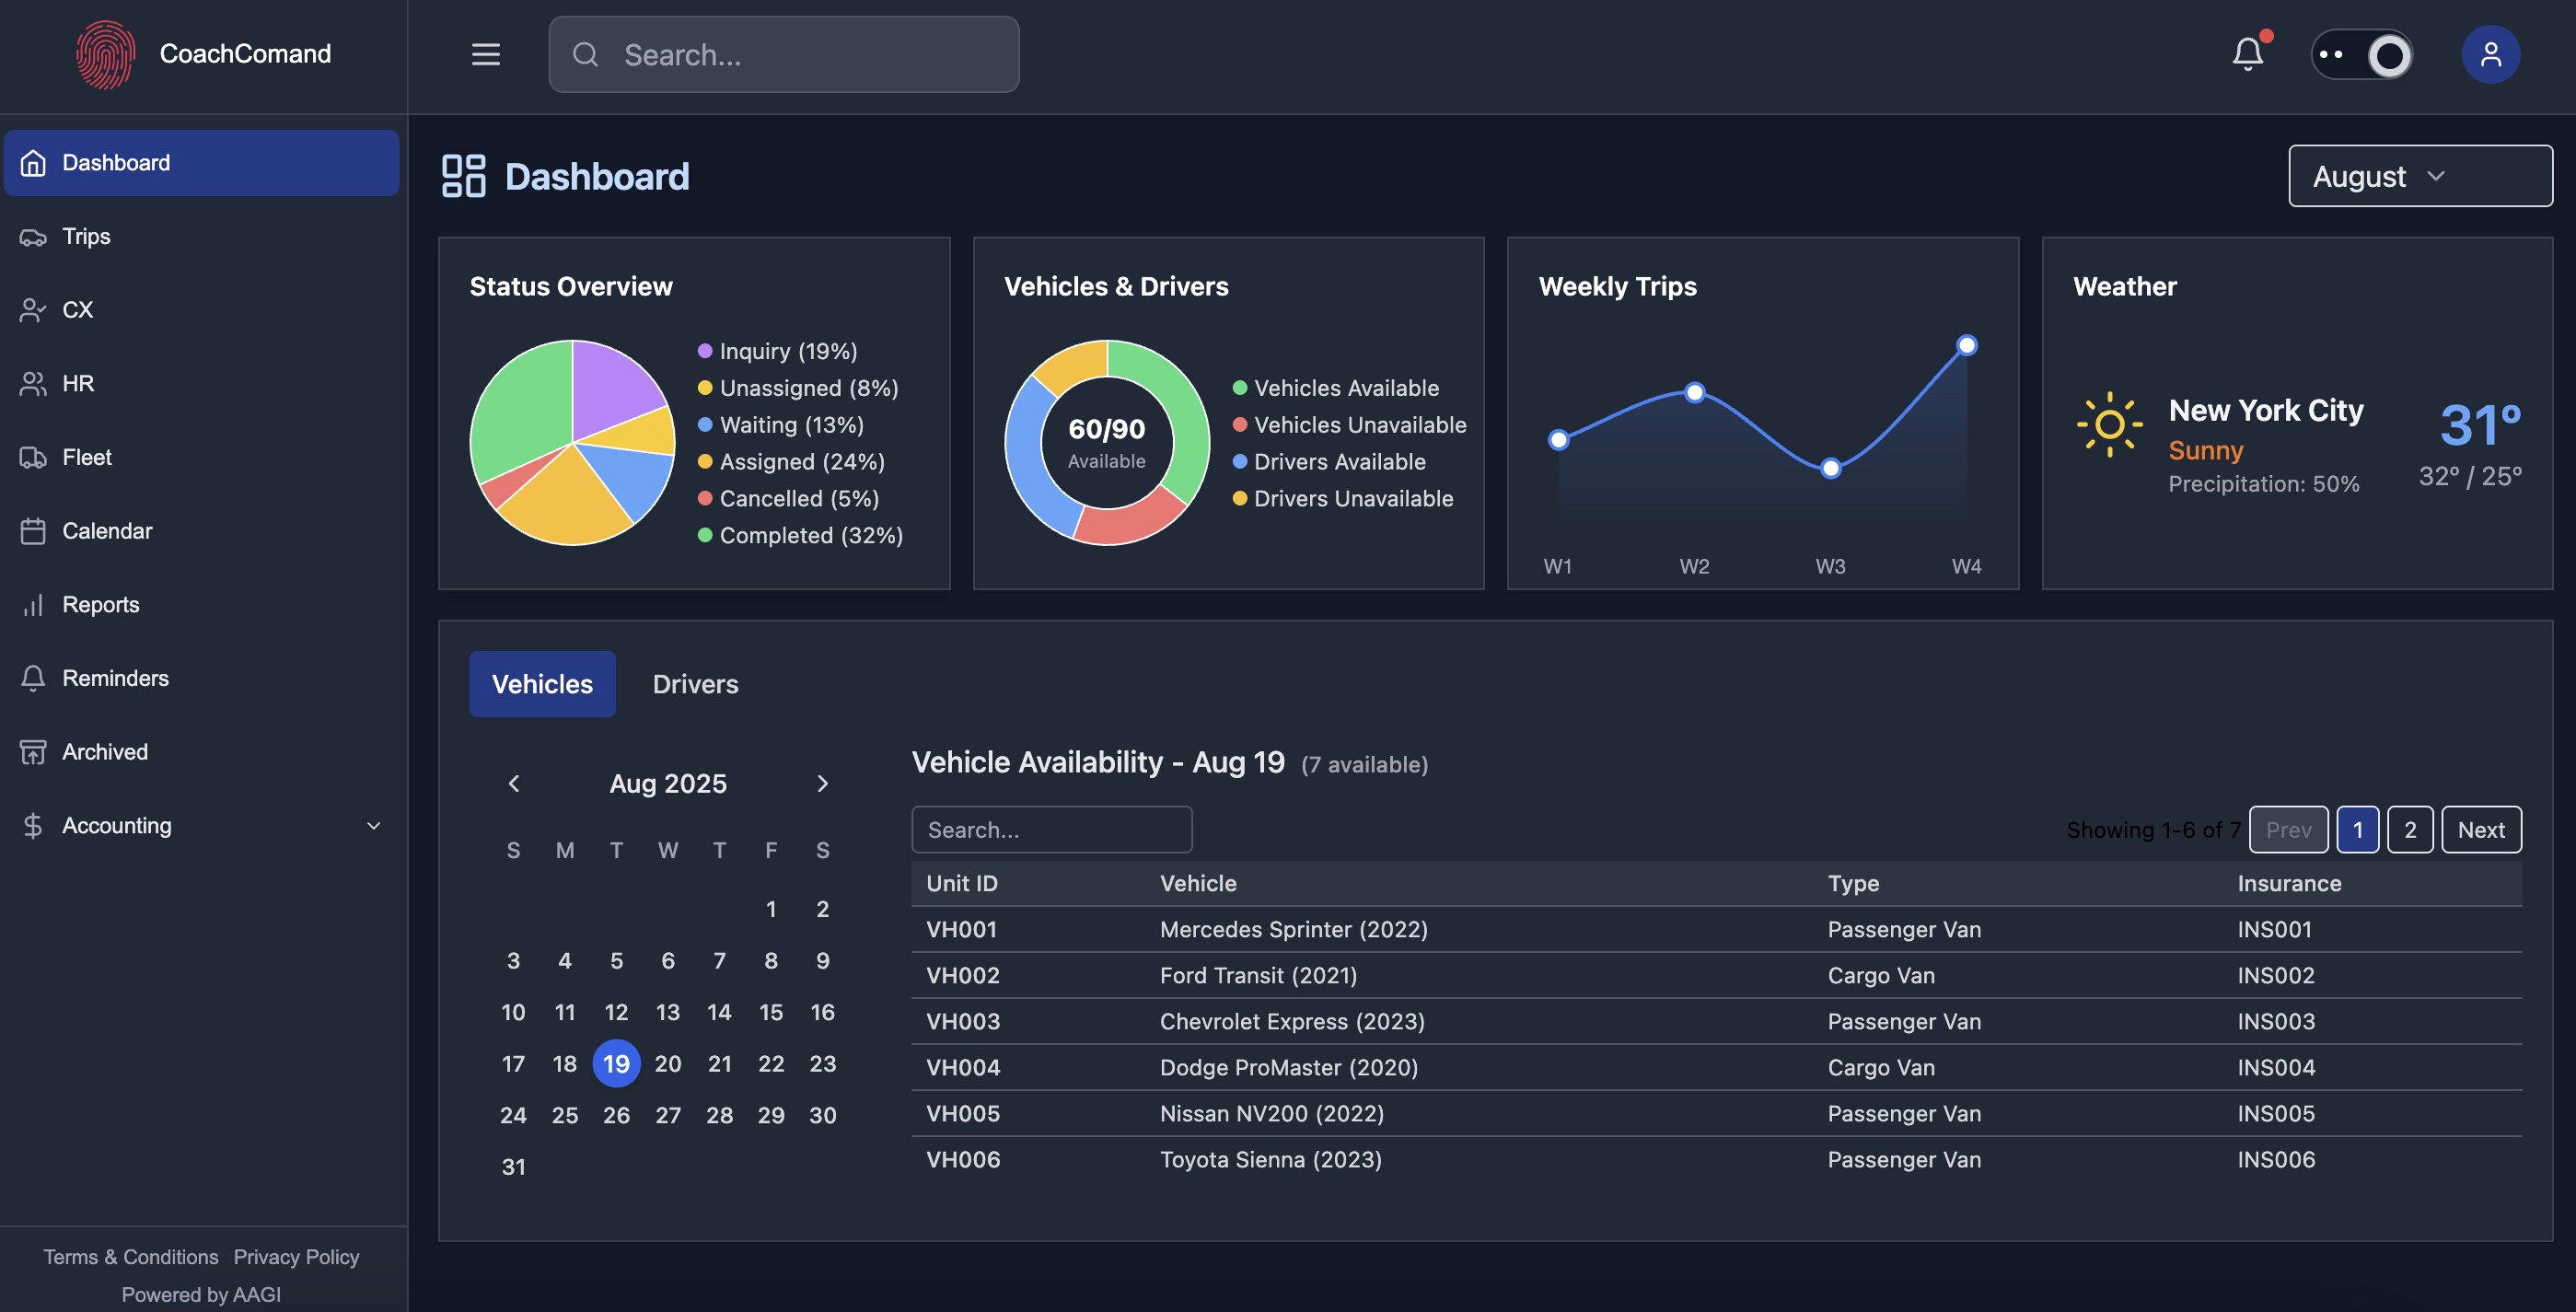 CoachComand
Search...
Dashboard
Trips
CX
HR
Fleet
Calendar
Reports
Reminders
Archived
Accounting
Terms & Conditions Privacy Policy
Powered by AAGI
Dashboard
August
Status Overview
Inquiry (19%)
Unassigned (8%)
Waiting (13%)
Assigned (24%)
Cancelled (5%)
Completed (32%)
Vehicles & Drivers
60/90
Available
Vehicles Available
Vehicles Unavailable
Drivers Available
Drivers Unavailable
Weekly Trips
W1 W2 W3 W4
Weather
New York City
Sunny
Precipitation: 50%
31°
32° / 25°
Vehicles Drivers
Aug 2025
S M T W T F S
1 2
3 4 5 6 7 8 9
10 11 12 13 14 15 16
17 18 19 20 21 22 23
24 25 26 27 28 29 30
31
Vehicle Availability - Aug 19 (7 available)
Search...
Showing 1-6 of 7 Prev 1 2 Next
Unit ID Vehicle Type Insurance
VH001 Mercedes Sprinter (2022) Passenger Van INS001
VH002 Ford Transit (2021) Cargo Van INS002
VH003 Chevrolet Express (2023) Passenger Van INS003
VH004 Dodge ProMaster (2020) Cargo Van INS004
VH005 Nissan NV200 (2022) Passenger Van INS005
VH006 Toyota Sienna (2023) Passenger Van INS006